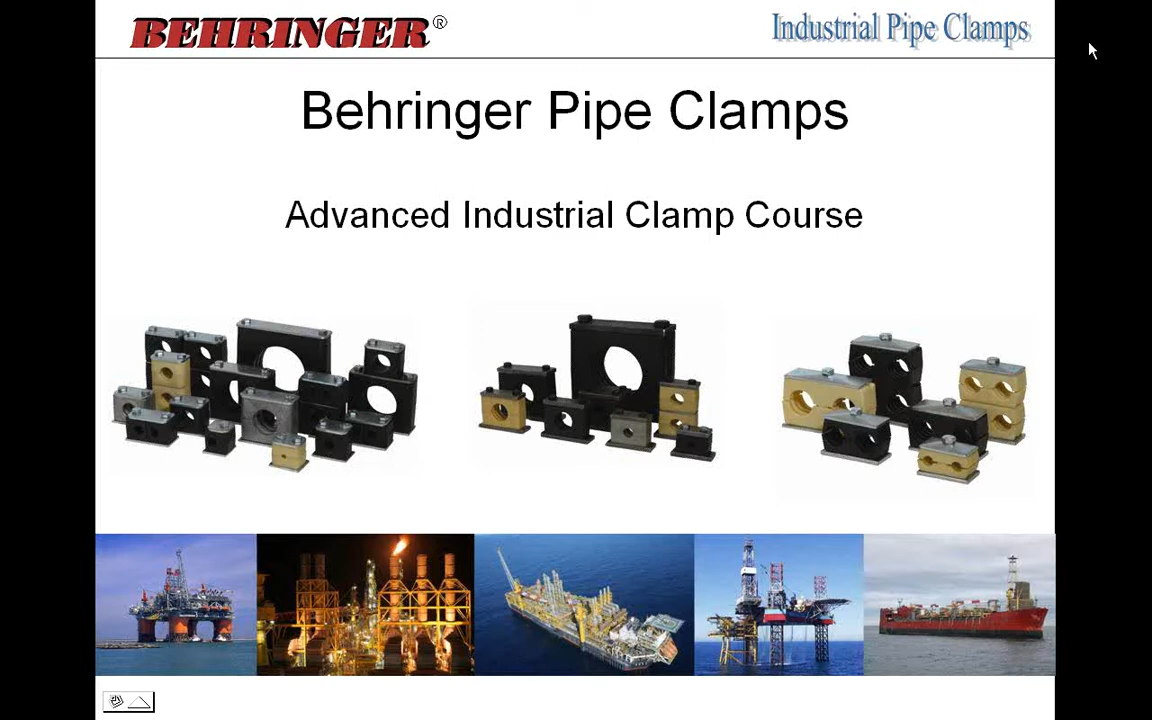 BEHRINGER®
Industrial Pipe Clamps
Behringer Pipe Clamps
Advanced Industrial Clamp Course